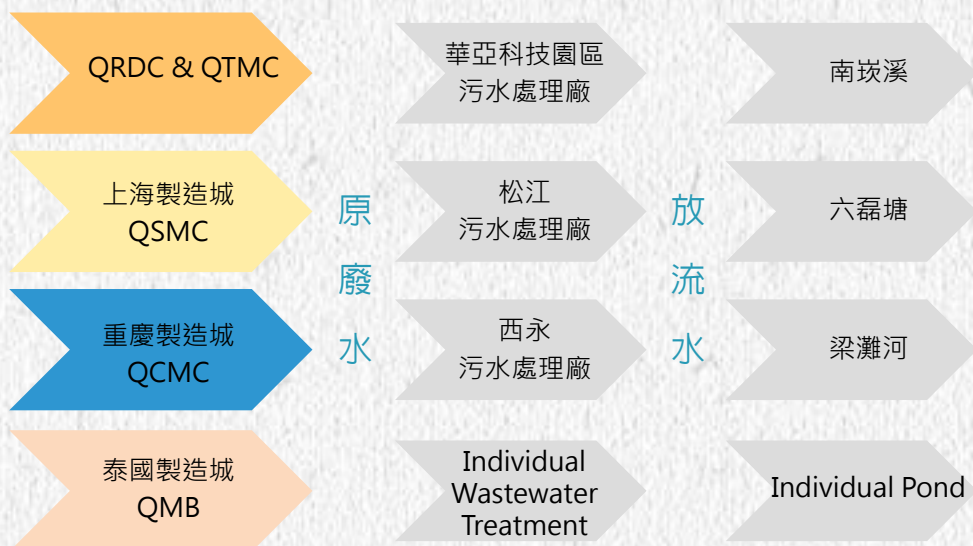 QRDC & QTMC
華亞科技園區
污水處理廠
南崁溪
上海製造城
QSMC
原
廢
水
松江
污水處理廠
放
流
水
六磊塘
重慶製造城
QCMC
西永
污水處理廠
梁灘河
泰國製造城
QMB
Individual
Wastewater
Treatment
Individual Pond